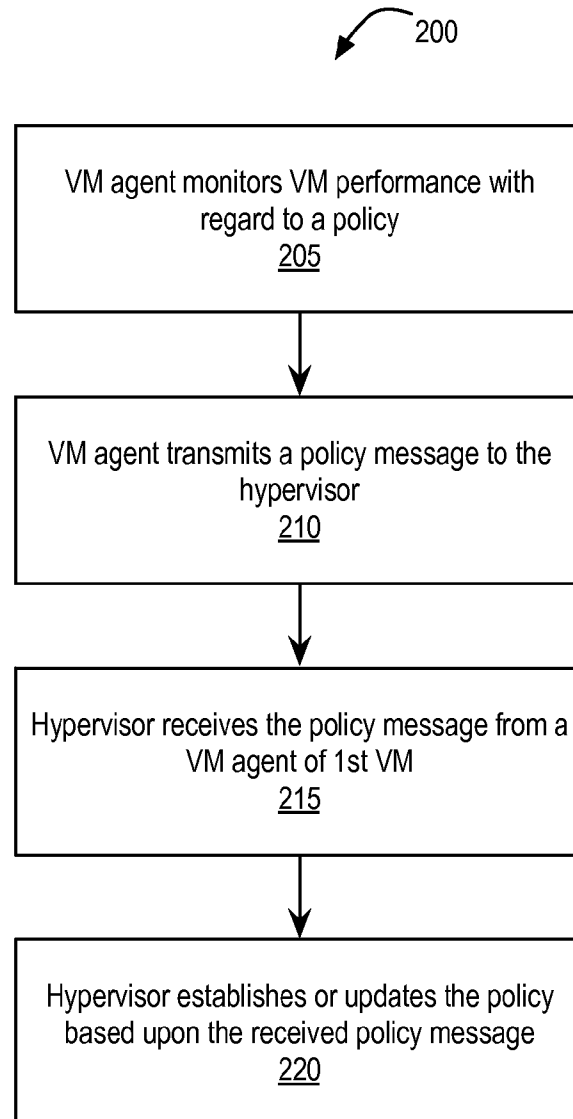 200
VM agent monitors VM performance with
regard to a policy
205
VM agent transmits a policy message to the
hypervisor
210
Hypervisor receives the policy message from a
VM agent of 1st VM
215
Hypervisor establishes or updates the policy
based upon the received policy message
220